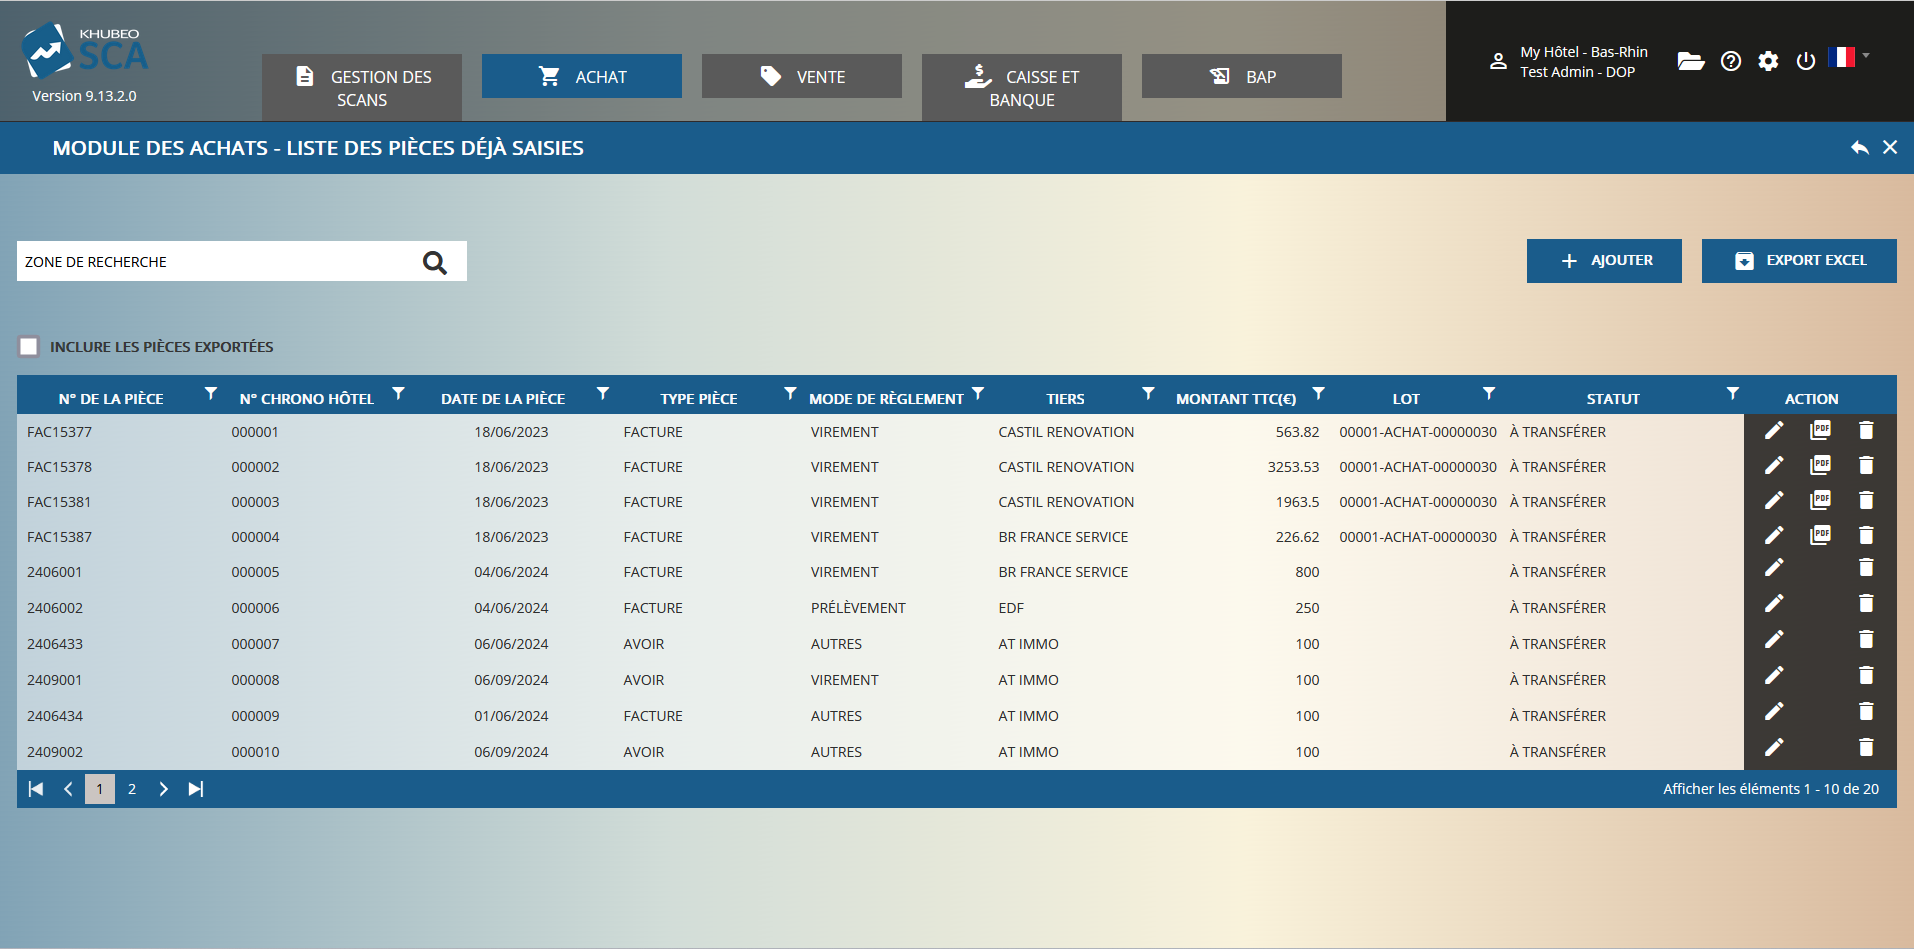 KHUBEO
SCA
Version 9.13.2.0
GESTION DES
SCANS
ACHAT
VENTE
CAISSE ET
BANQUE
BAP
My Hôtel - Bas-Rhin
Test Admin - DOP
MODULE DES ACHATS - LISTE DES PIÈCES DÉJÀ SAISIES
ZONE DE RECHERCHE
AJOUTER
EXPORT EXCEL
INCLURE LES PIÈCES EXPORTÉES
N° DE LA PIÈCE N° CHRONO HÔTEL DATE DE LA PIÈCE TYPE PIÈCE MODE DE RÈGLEMENT TIERS MONTANT TTC(€) LOT STATUT ACTION
FAC15377 000001 18/06/2023 FACTURE VIREMENT CASTIL RENOVATION 563.82 00001-ACHAT-00000030 À TRANSFÉRER PDF
FAC15378 000002 18/06/2023 FACTURE VIREMENT CASTIL RENOVATION 3253.53 00001-ACHAT-00000030 À TRANSFÉRER PDF
FAC15381 000003 18/06/2023 FACTURE VIREMENT CASTIL RENOVATION 1963.5 00001-ACHAT-00000030 À TRANSFÉRER PDF
FAC15387 000004 18/06/2023 FACTURE VIREMENT BR FRANCE SERVICE 226.62 00001-ACHAT-00000030 À TRANSFÉRER PDF
2406001 000005 04/06/2024 FACTURE VIREMENT BR FRANCE SERVICE 800 À TRANSFÉRER
2406002 000006 04/06/2024 FACTURE PRÉLÈVEMENT EDF 250 À TRANSFÉRER
2406433 000007 06/06/2024 AVOIR AUTRES AT IMMO 100 À TRANSFÉRER
2409001 000008 06/09/2024 AVOIR VIREMENT AT IMMO 100 À TRANSFÉRER
2406434 000009 01/06/2024 FACTURE AUTRES AT IMMO 100 À TRANSFÉRER
2409002 000010 06/09/2024 AVOIR AUTRES AT IMMO 100 À TRANSFÉRER
1 2
Afficher les éléments 1 - 10 de 20